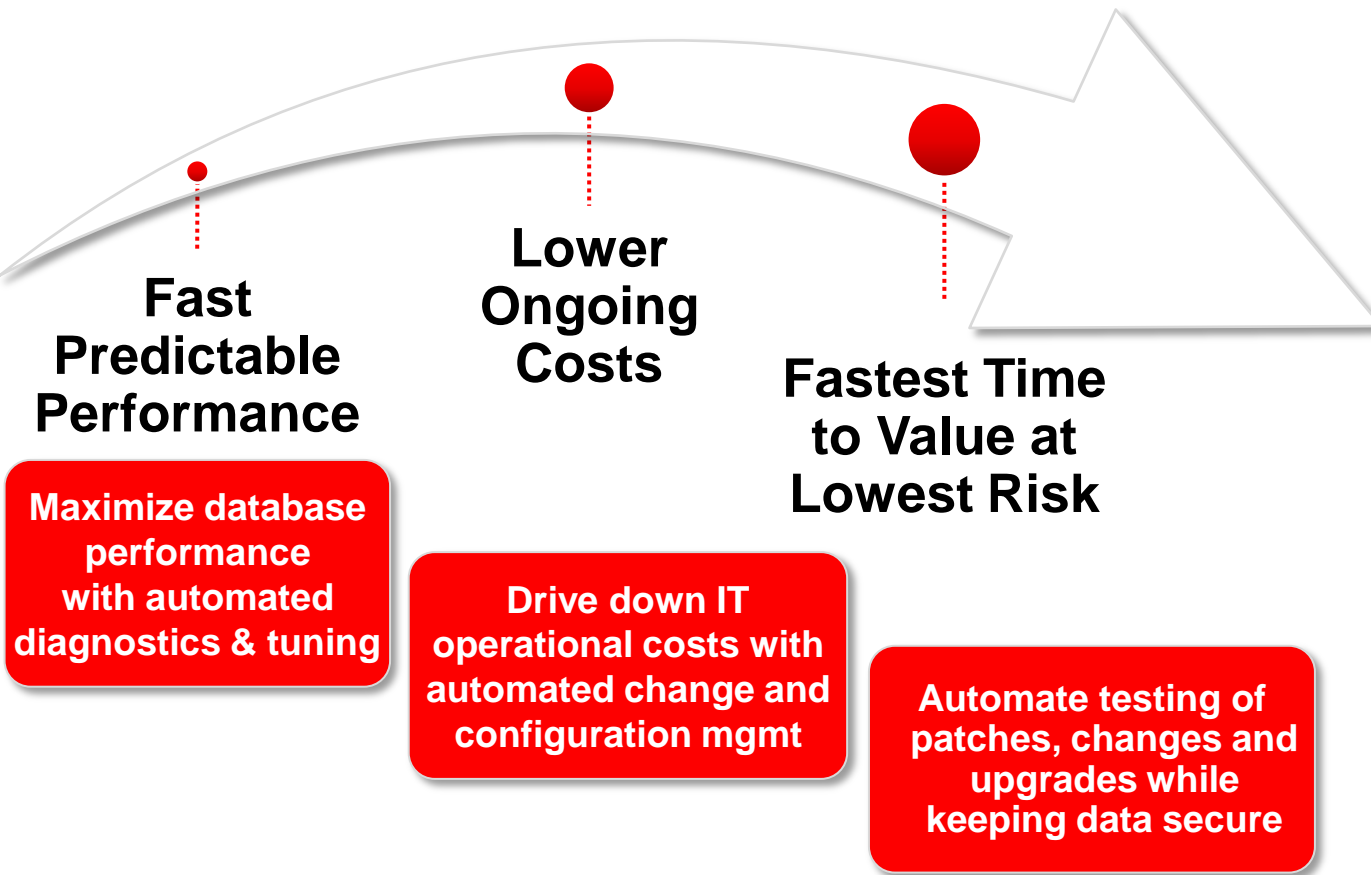 Fast
Predictable
Performance
Maximize database
performance
with automated
diagnostics & tuning
Lower
Ongoing
Costs
Drive down IT
operational costs with
automated change and
configuration mgmt
Fastest Time
to Value at
Lowest Risk
Automate testing of
patches, changes and
upgrades while
keeping data secure